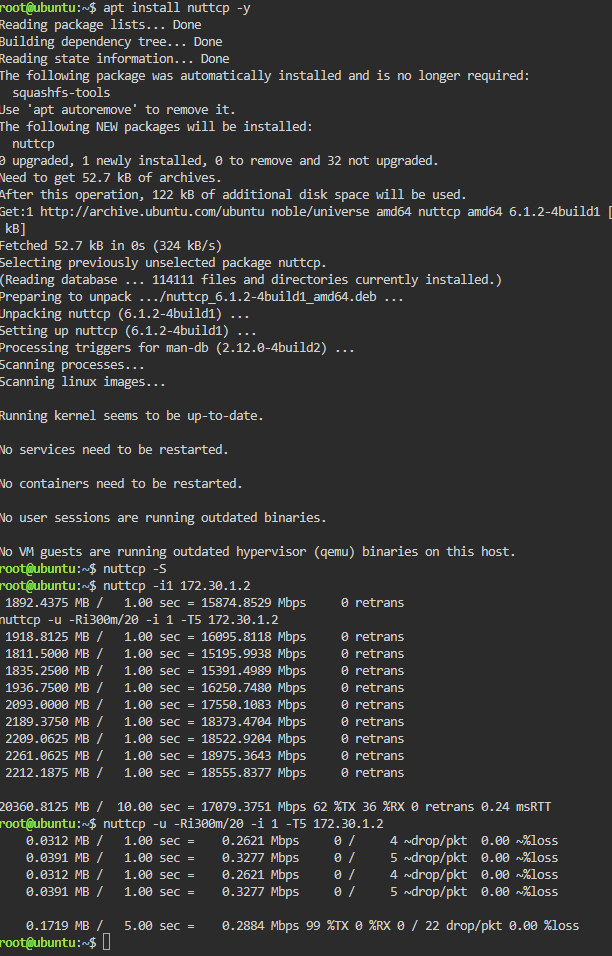 root@ubuntu:~$ apt install nuttcp -y
Reading package lists... Done
Building dependency tree... Done
Reading state information... Done
The following package was automatically installed and is no longer required:
  squashfs-tools
Use 'apt autoremove' to remove it.
The following NEW packages will be installed:
  nuttcp
0 upgraded, 1 newly installed, 0 to remove and 32 not upgraded.
Need to get 52.7 kB of archives.
After this operation, 122 kB of additional disk space will be used.
Get:1 http://archive.ubuntu.com/ubuntu noble/universe amd64 nuttcp amd64 6.1.2-4build1 [
 kB]
Fetched 52.7 kB in 0s (324 kB/s)
Selecting previously unselected package nuttcp.
(Reading database ... 114111 files and directories currently installed.)
Preparing to unpack .../nuttcp_6.1.2-4build1_amd64.deb ...
Unpacking nuttcp (6.1.2-4build1) ...
Setting up nuttcp (6.1.2-4build1) ...
Processing triggers for man-db (2.12.0-4build2) ...
Scanning processes...
Scanning linux images...
Running kernel seems to be up-to-date.
No services need to be restarted.
No containers need to be restarted.
No user sessions are running outdated binaries.
No VM guests are running outdated hypervisor (qemu) binaries on this host.
root@ubuntu:~$ nuttcp -S
root@ubuntu:~$ nuttcp -i1 172.30.1.2
 1892.4375 MB /   1.00 sec = 15874.8529 Mbps     0 retrans
nuttcp -u -Ri300m/20 -i 1 -T5 172.30.1.2
 1918.8125 MB /   1.00 sec = 16095.8118 Mbps     0 retrans
 1811.5000 MB /   1.00 sec = 15195.9938 Mbps     0 retrans
 1835.2500 MB /   1.00 sec = 15391.4989 Mbps     0 retrans
 1936.7500 MB /   1.00 sec = 16250.7480 Mbps     0 retrans
 2093.0000 MB /   1.00 sec = 17550.1083 Mbps     0 retrans
 2189.3750 MB /   1.00 sec = 18373.4704 Mbps     0 retrans
 2209.0625 MB /   1.00 sec = 18522.9204 Mbps     0 retrans
 2261.0625 MB /   1.00 sec = 18975.3643 Mbps     0 retrans
 2212.1875 MB /   1.00 sec = 18555.8377 Mbps     0 retrans
20360.8125 MB /  10.00 sec = 17079.3751 Mbps 62 %TX 36 %RX 0 retrans 0.24 msRTT
root@ubuntu:~$ nuttcp -u -Ri300m/20 -i 1 -T5 172.30.1.2
    0.0312 MB /   1.00 sec =    0.2621 Mbps     0 /     4 ~drop/pkt  0.00 ~%loss
    0.0391 MB /   1.00 sec =    0.3277 Mbps     0 /     5 ~drop/pkt  0.00 ~%loss
    0.0312 MB /   1.00 sec =    0.2621 Mbps     0 /     4 ~drop/pkt  0.00 ~%loss
    0.0391 MB /   1.00 sec =    0.3277 Mbps     0 /     5 ~drop/pkt  0.00 ~%loss
    0.1719 MB /   5.00 sec =    0.2884 Mbps 99 %TX 0 %RX 0 / 22 drop/pkt 0.00 %loss
root@ubuntu:~$